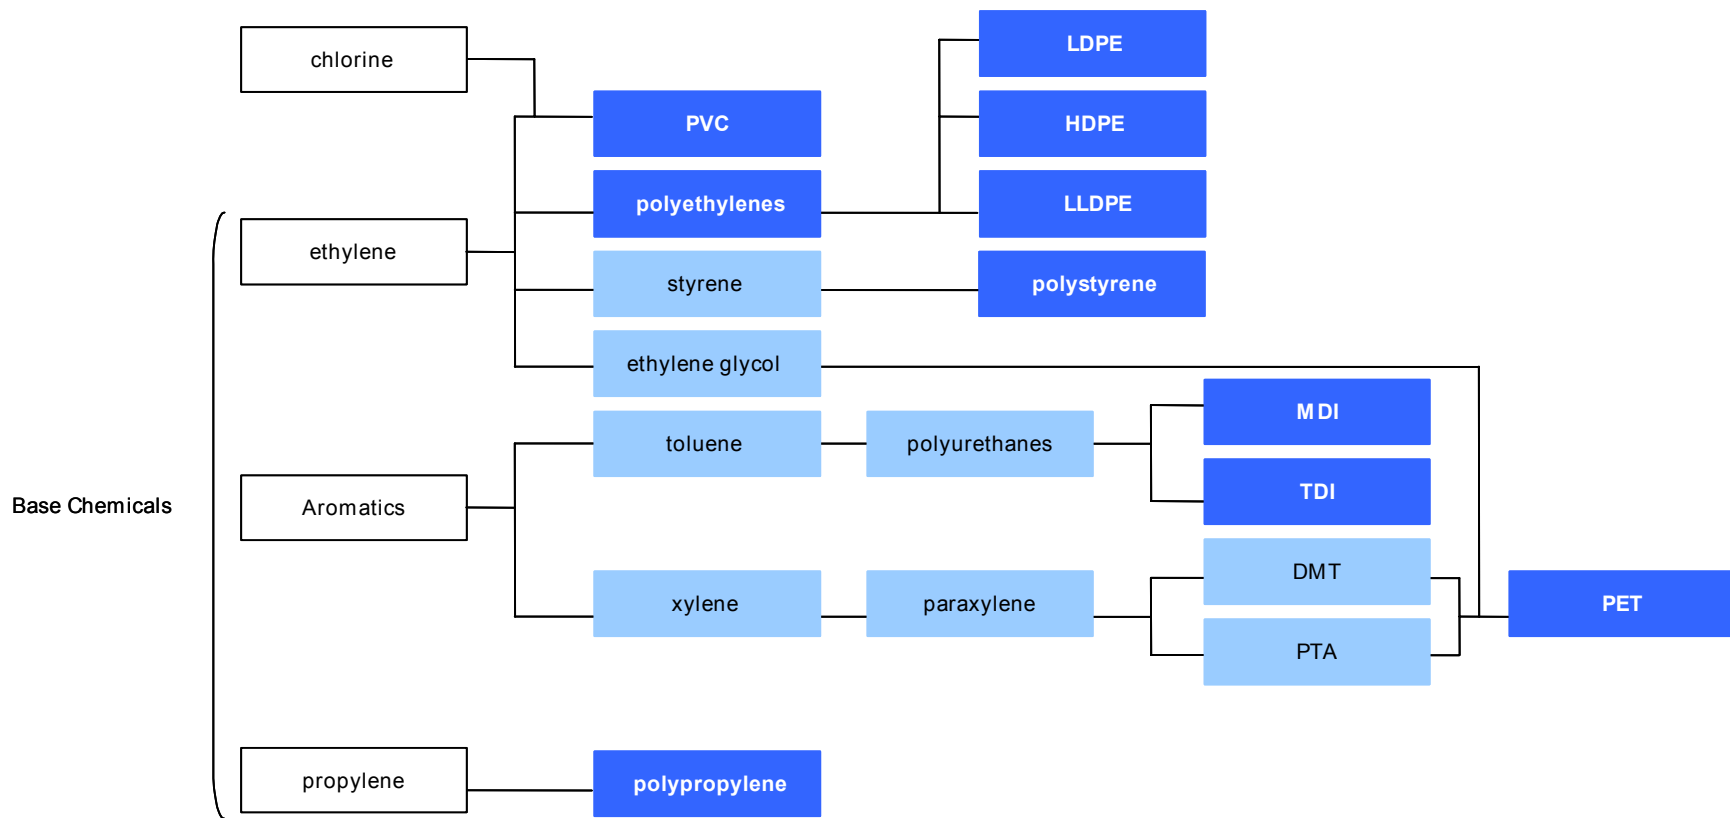 LDPE
chlorine
PVC
HDPE
polyethylenes
LLDPE
ethylene
styrene
polystyrene
ethylene glycol
MDI
toluene
polyurethanes
TDI
Base Chemicals
Aromatics
DMT
xylene
paraxylene
PET
PTA
propylene
polypropylene